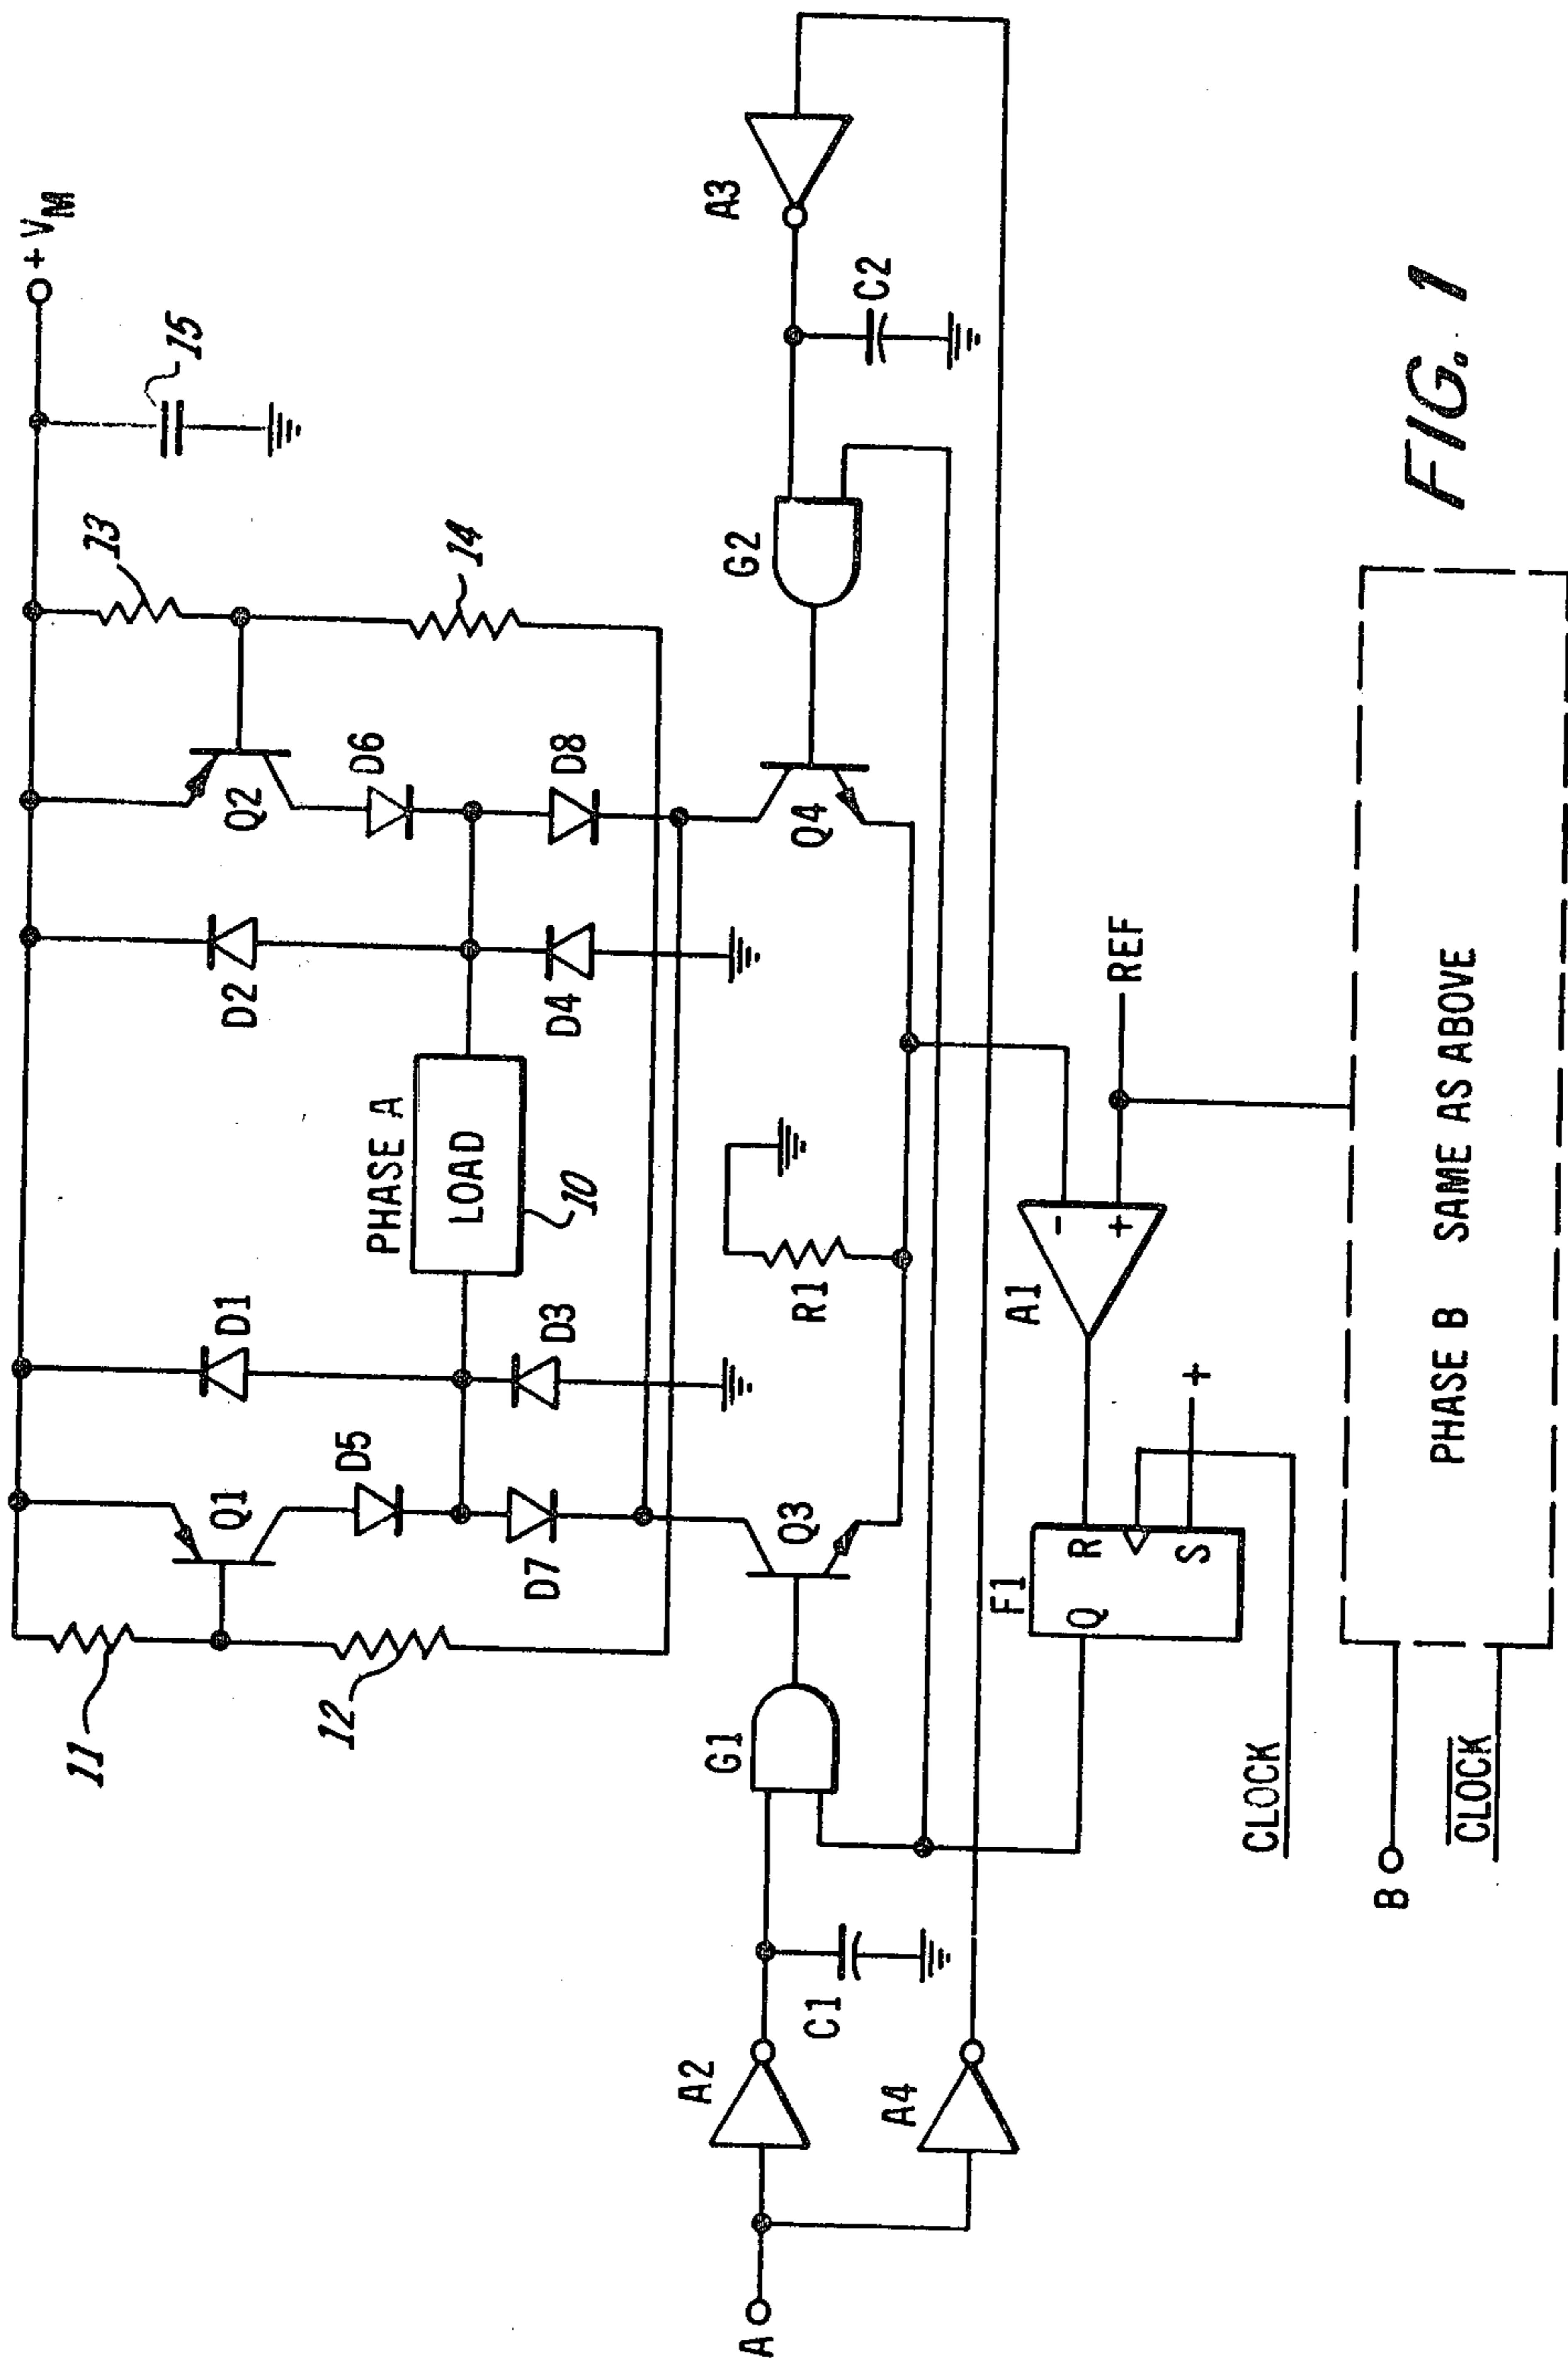 + VM
15
13
14
11
12
Q1
D5
D1
D2
Q2
D6
PHASE A
LOAD
10
D7
D3
D4
D8
G1
Q3
R1
Q4
G2
C2
A3
A
A2
C1
A4
F1
Q
R
S
+
A1
-
+
REF
CLOCK
B
CLOCK
PHASE B SAME AS ABOVE
FIG. 1